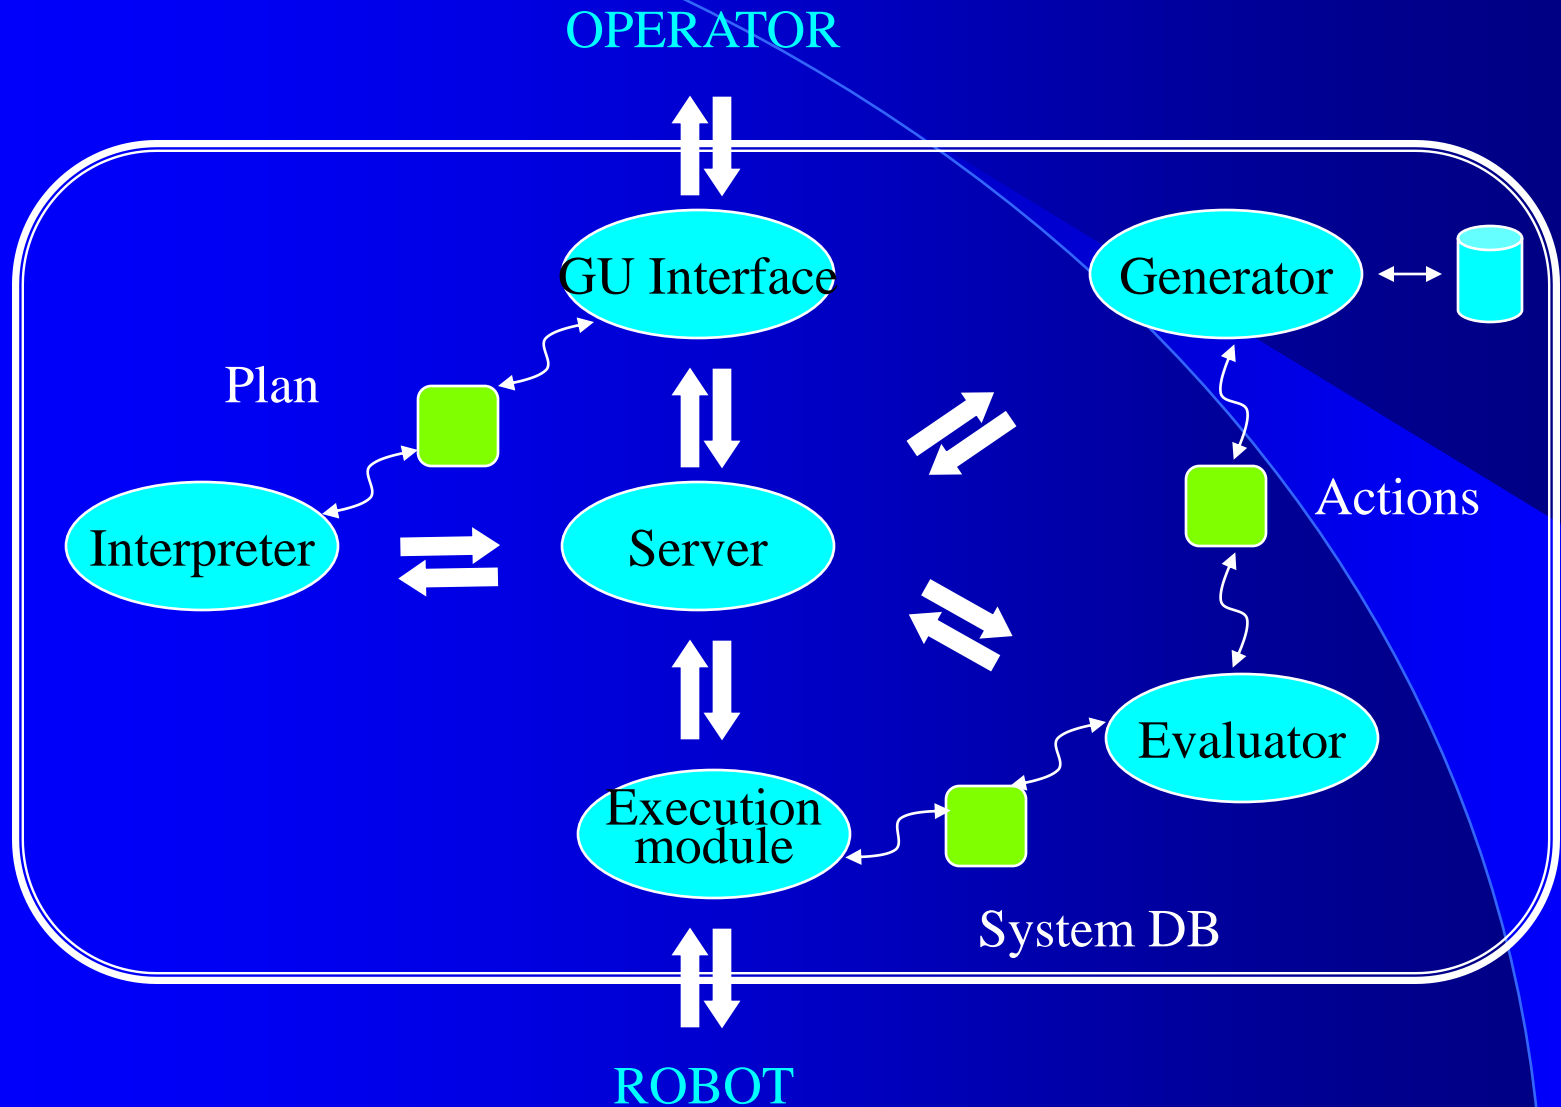 OPERATOR
GU Interface
Generator
Plan
Actions
Interpreter
Server
Evaluator
Execution
module
System DB
ROBOT